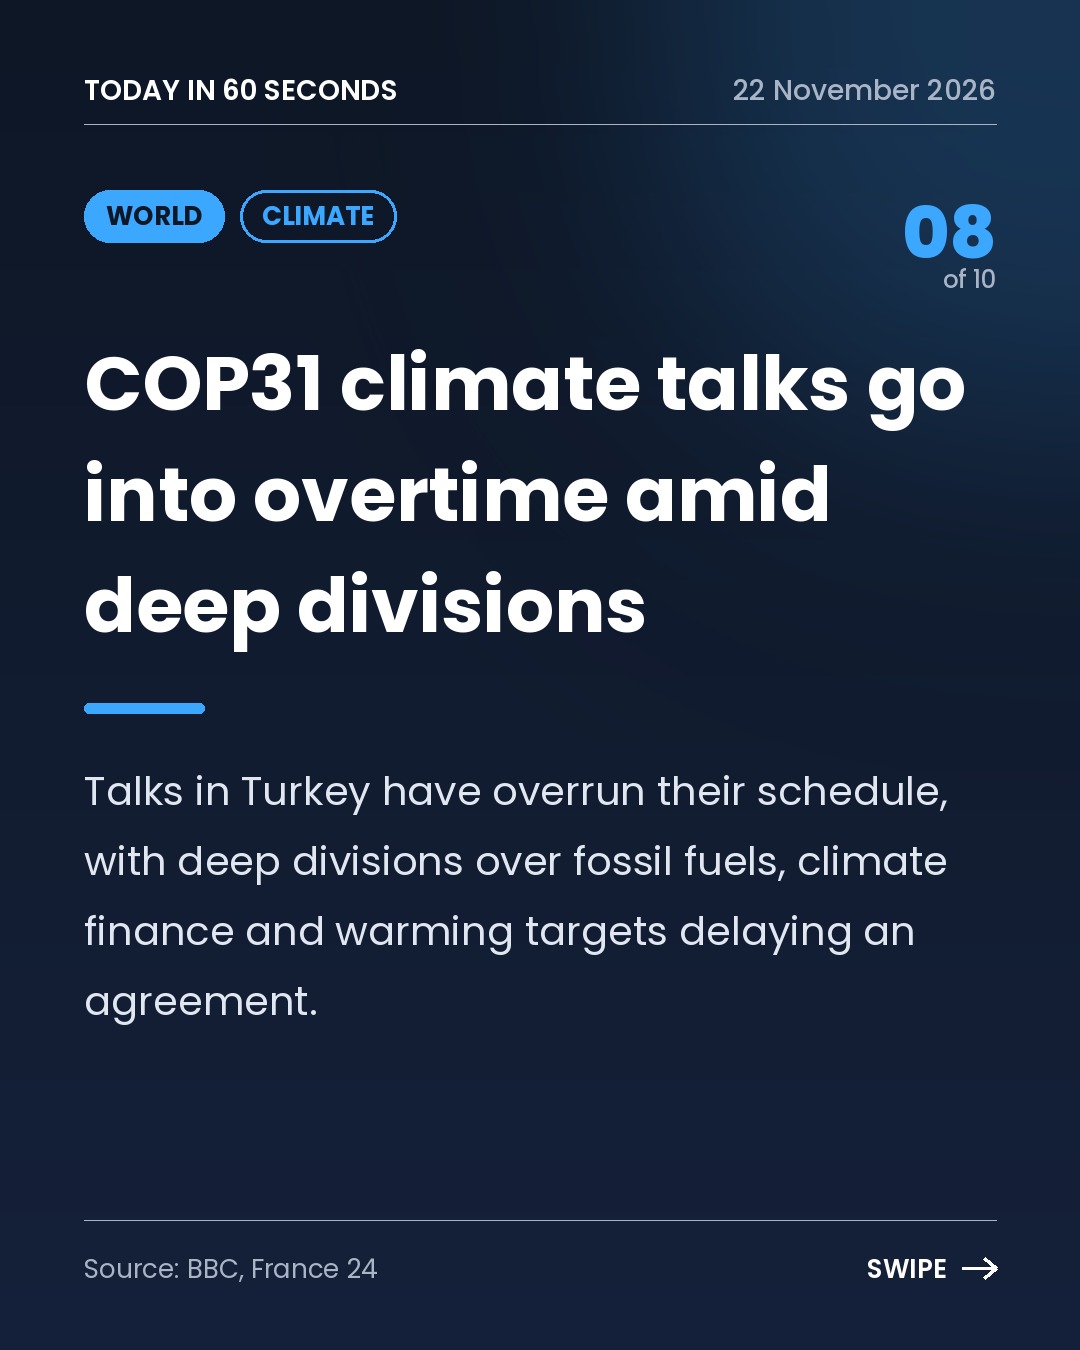 TODAY IN 60 SECONDS
22 November 2026
WORLD
CLIMATE
08
of 10
COP31 climate talks go
into overtime amid
deep divisions
Talks in Turkey have overrun their schedule,
with deep divisions over fossil fuels, climate
finance and warming targets delaying an
agreement.
Source: BBC, France 24
SWIPE